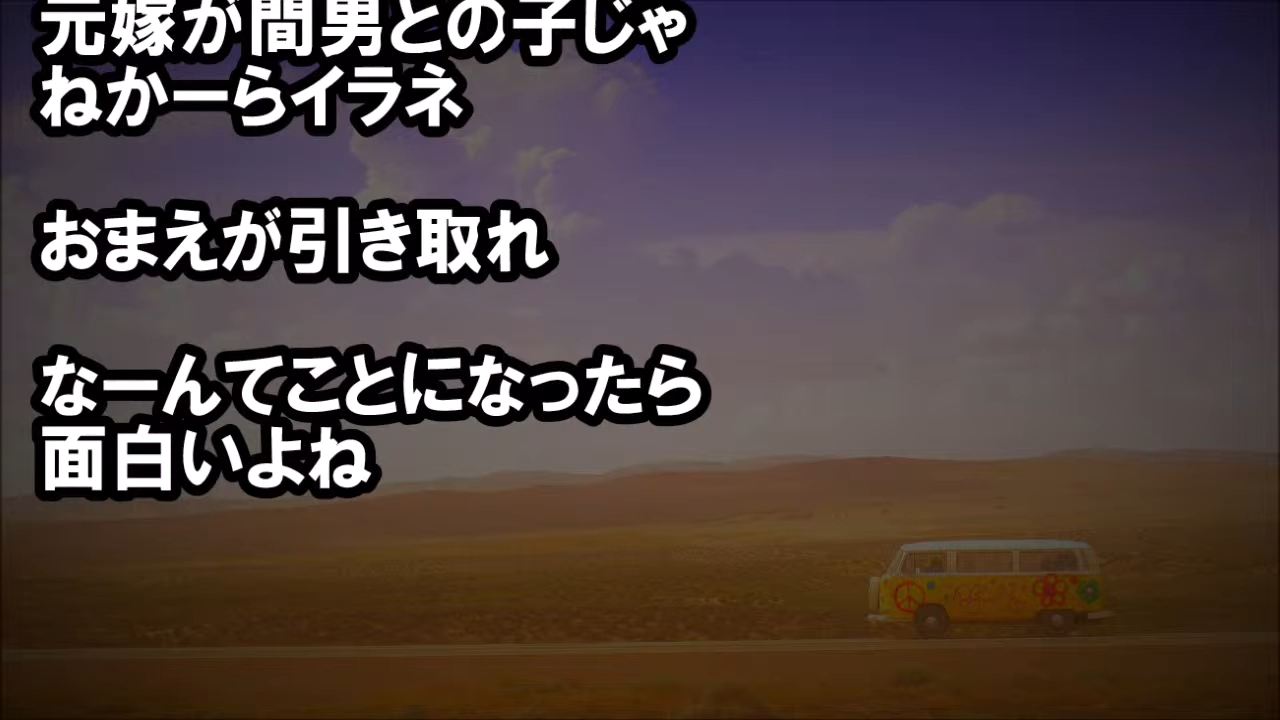 元嫁が間男との子じゃ
ねかーらイラネ
おまえが引き取れ
なーんてことになったら
面白いよね